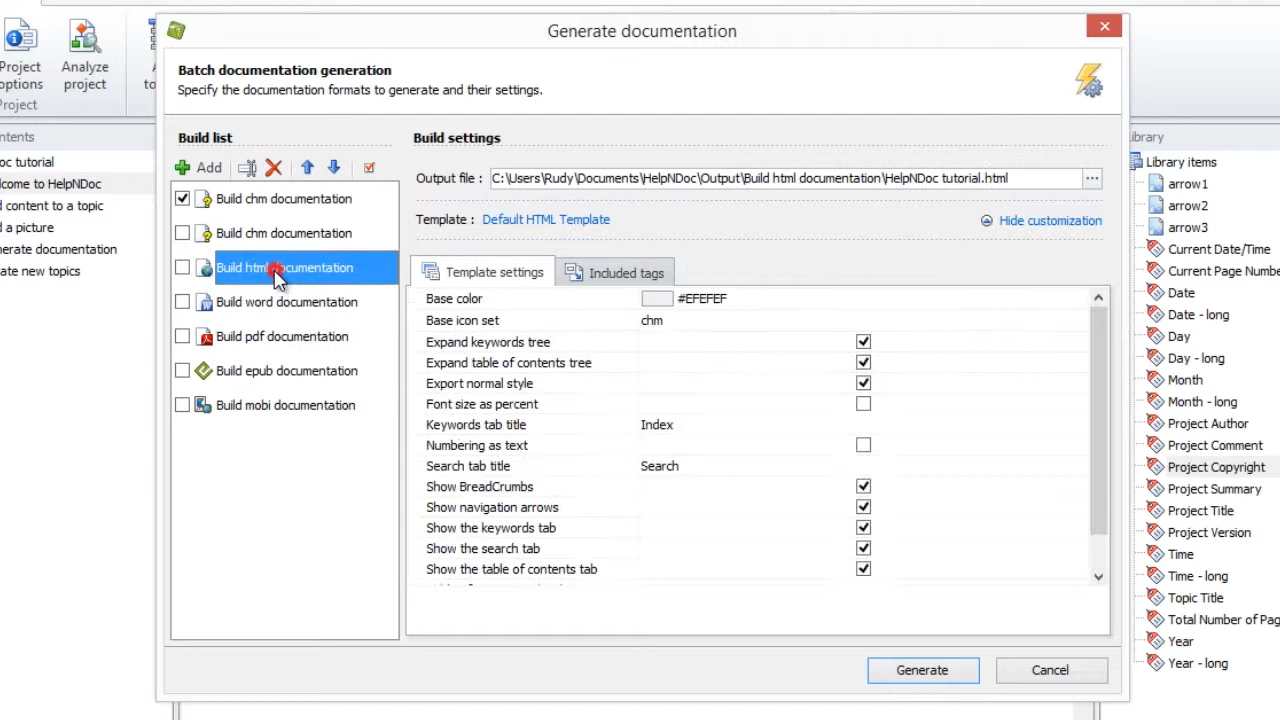 Generate documentation
Project
options
Analyze
project
Project
Batch documentation generation
Specify the documentation formats to generate and their settings.
ntents
oc tutorial
lcome to HelpNDoc
d content to a topic
d a picture
nerate documentation
ate new topics
Build list
Add
Build chm documentation
Build chm documentation
Build html documentation
Build word documentation
Build pdf documentation
Build epub documentation
Build mobi documentation
Build settings
Output file : C:\Users\Rudy\Documents\HelpNDoc\Output\Build html documentation\HelpNDoc tutorial.html ...
Template : Default HTML Template Hide customization
Template settings Included tags
Base color #EFEFEF
Base icon set chm
Expand keywords tree
Expand table of contents tree
Export normal style
Font size as percent
Keywords tab title Index
Numbering as text
Search tab title Search
Show BreadCrumbs
Show navigation arrows
Show the keywords tab
Show the search tab
Show the table of contents tab
Generate Cancel
ibrary
Library items
arrow1
arrow2
arrow3
Current Date/Time
Current Page Numbe
Date
Date - long
Day
Day - long
Month
Month - long
Project Author
Project Comment
Project Copyright
Project Summary
Project Title
Project Version
Time
Time - long
Topic Title
Total Number of Pag
Year
Year - long